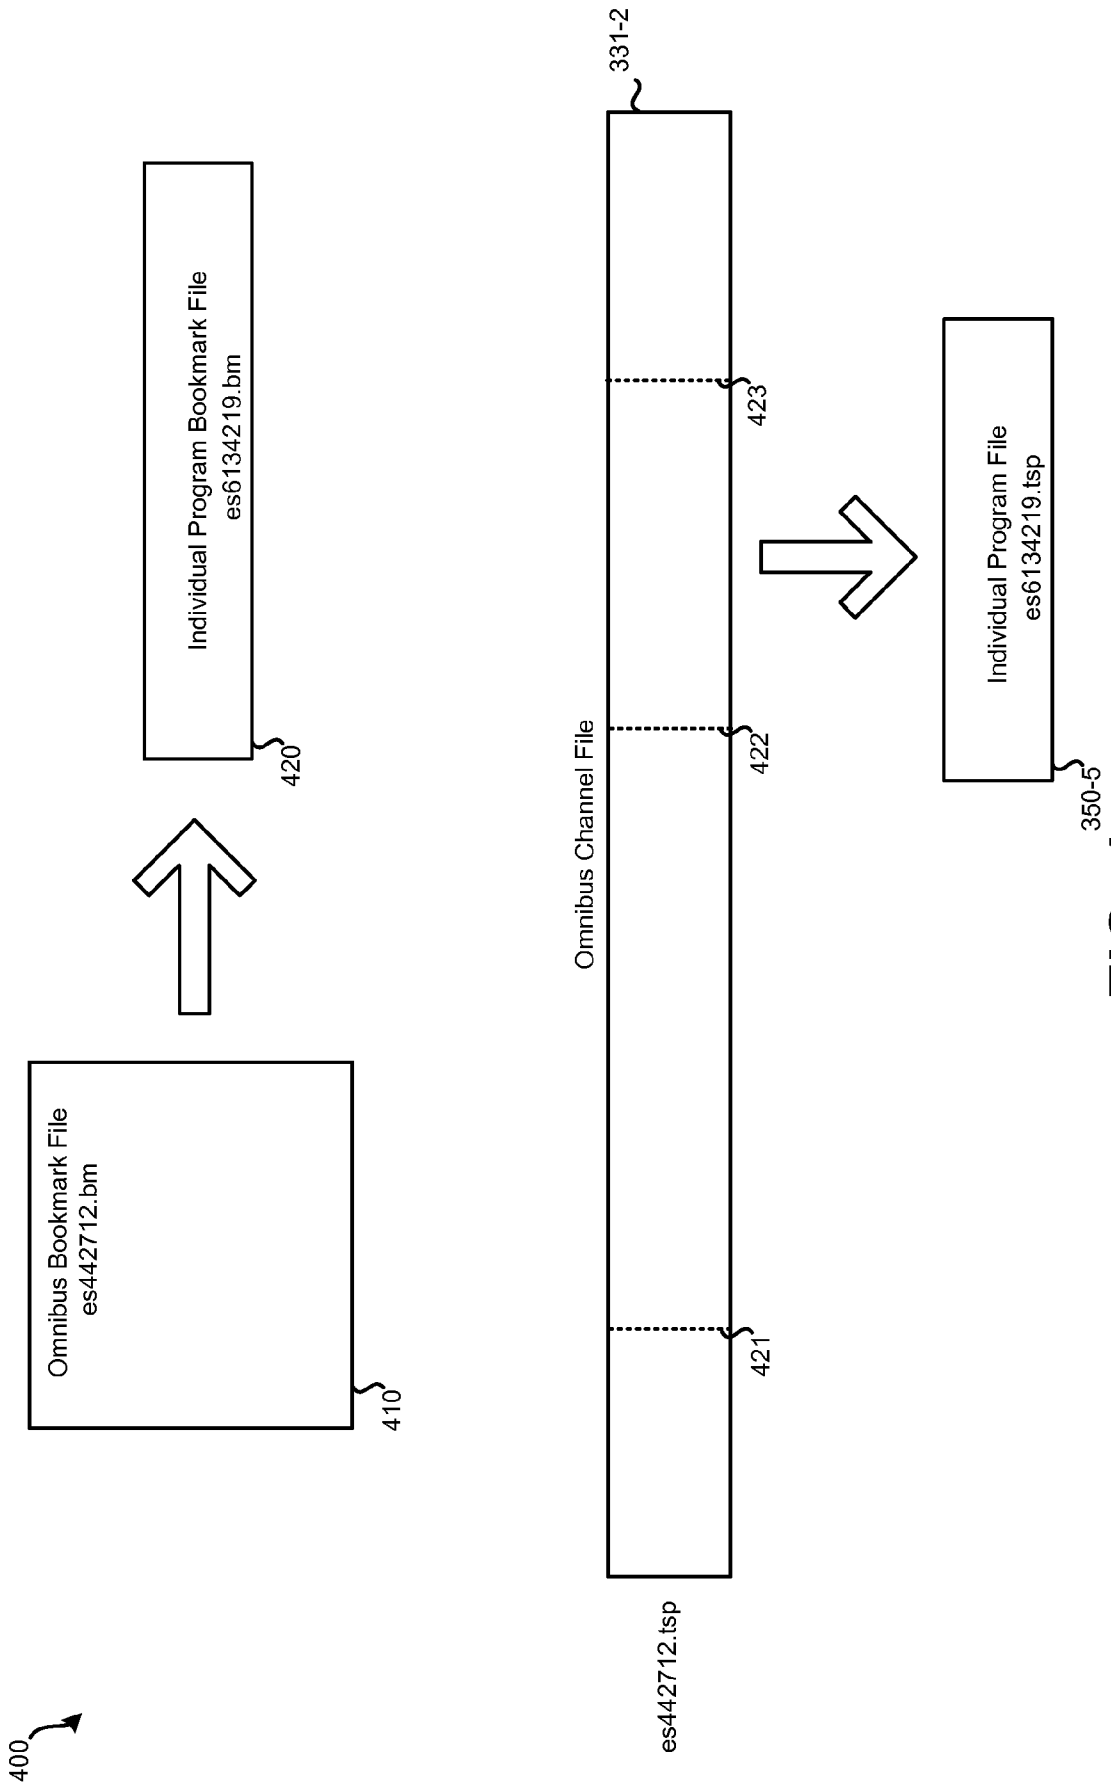 400
Omnibus Bookmark File
es442712.bm
410
Individual Program Bookmark File
es6134219.bm
420
Omnibus Channel File
331-2
es442712.tsp
421
422
423
Individual Program File
es6134219.tsp
350-5